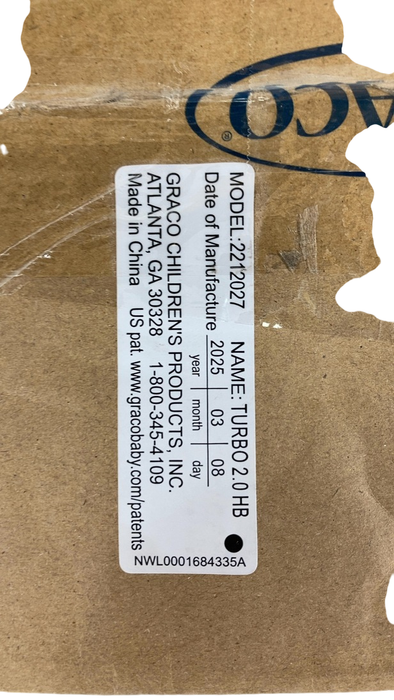 ACO
®
MODEL:2212027 NAME: TURBO 2.0 HB
Date of Manufacture 2025 | 03 | 08
year month day
GRACO CHILDREN'S PRODUCTS, INC.
ATLANTA, GA 30328 1-800-345-4109
Made in China US pat. www.gracobaby.com/patents
NWL0001684335A